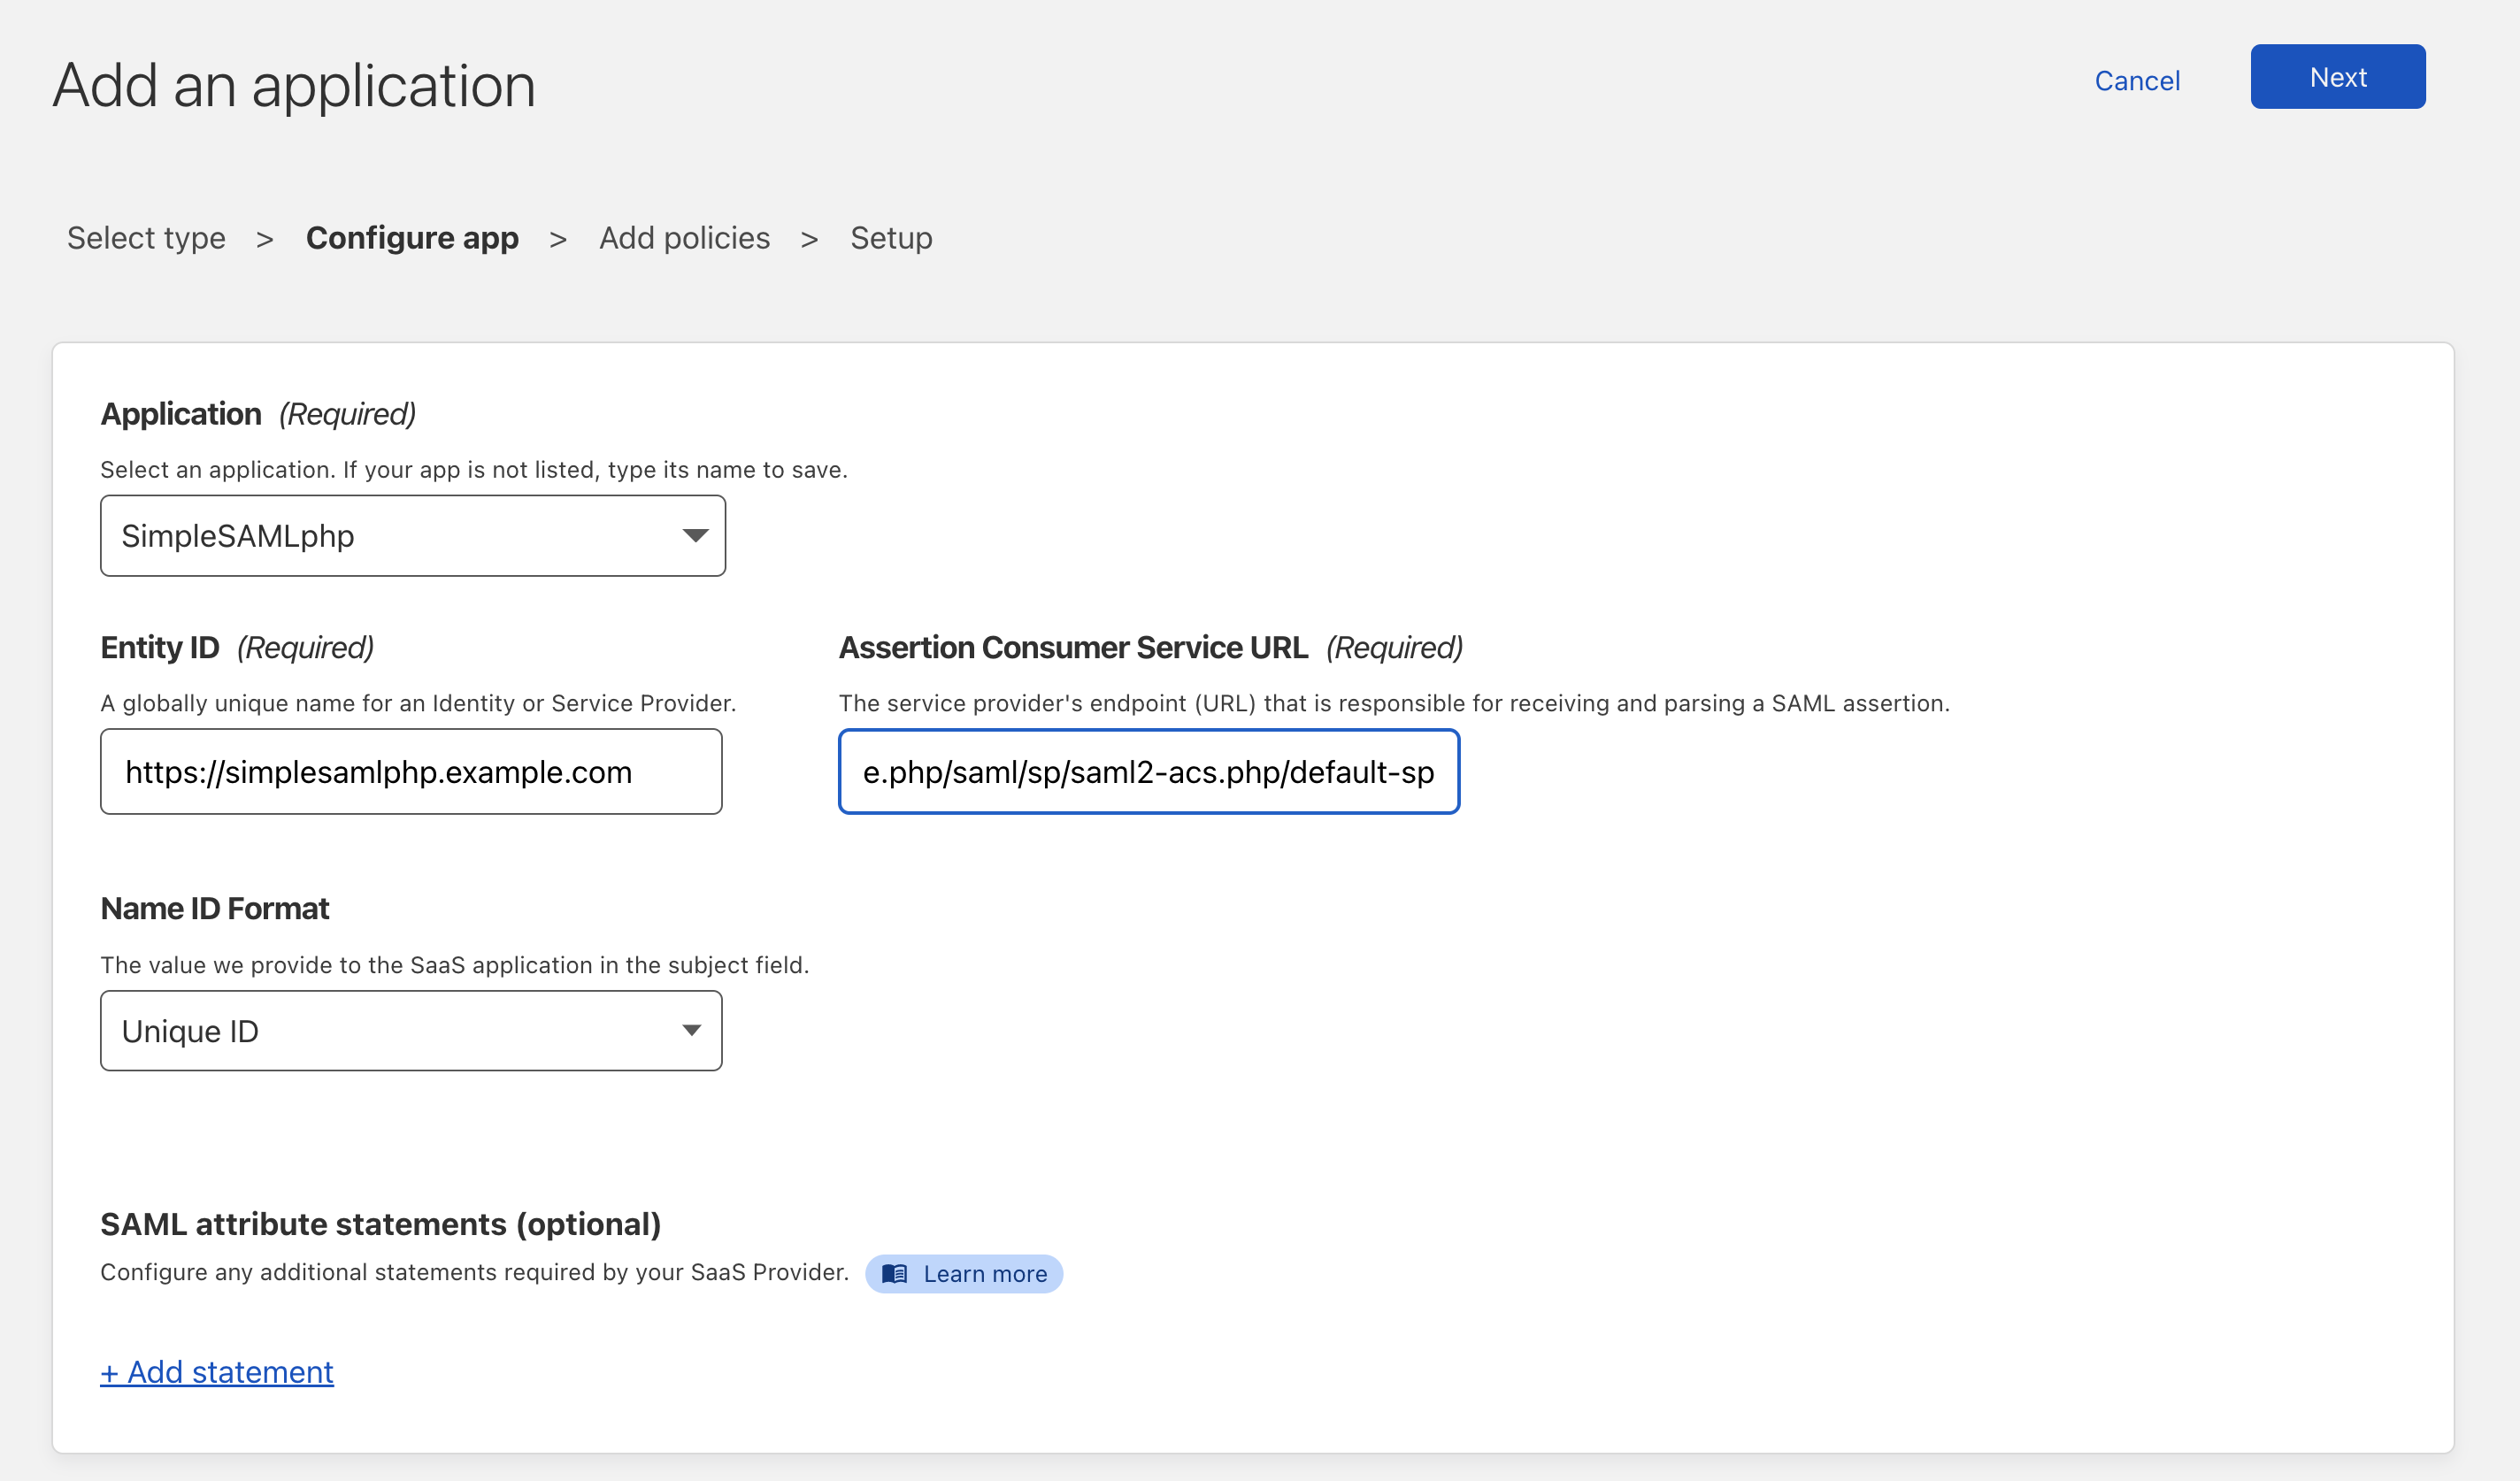 Add an application
Cancel
Next
Select type > Configure app > Add policies > Setup
Application (Required)
Select an application. If your app is not listed, type its name to save.
SimpleSAMLphp
Entity ID (Required)
A globally unique name for an Identity or Service Provider.
https://simplesamlphp.example.com
Assertion Consumer Service URL (Required)
The service provider's endpoint (URL) that is responsible for receiving and parsing a SAML assertion.
e.php/saml/sp/saml2-acs.php/default-sp
Name ID Format
The value we provide to the SaaS application in the subject field.
Unique ID
SAML attribute statements (optional)
Configure any additional statements required by your SaaS Provider. Learn more
+ Add statement